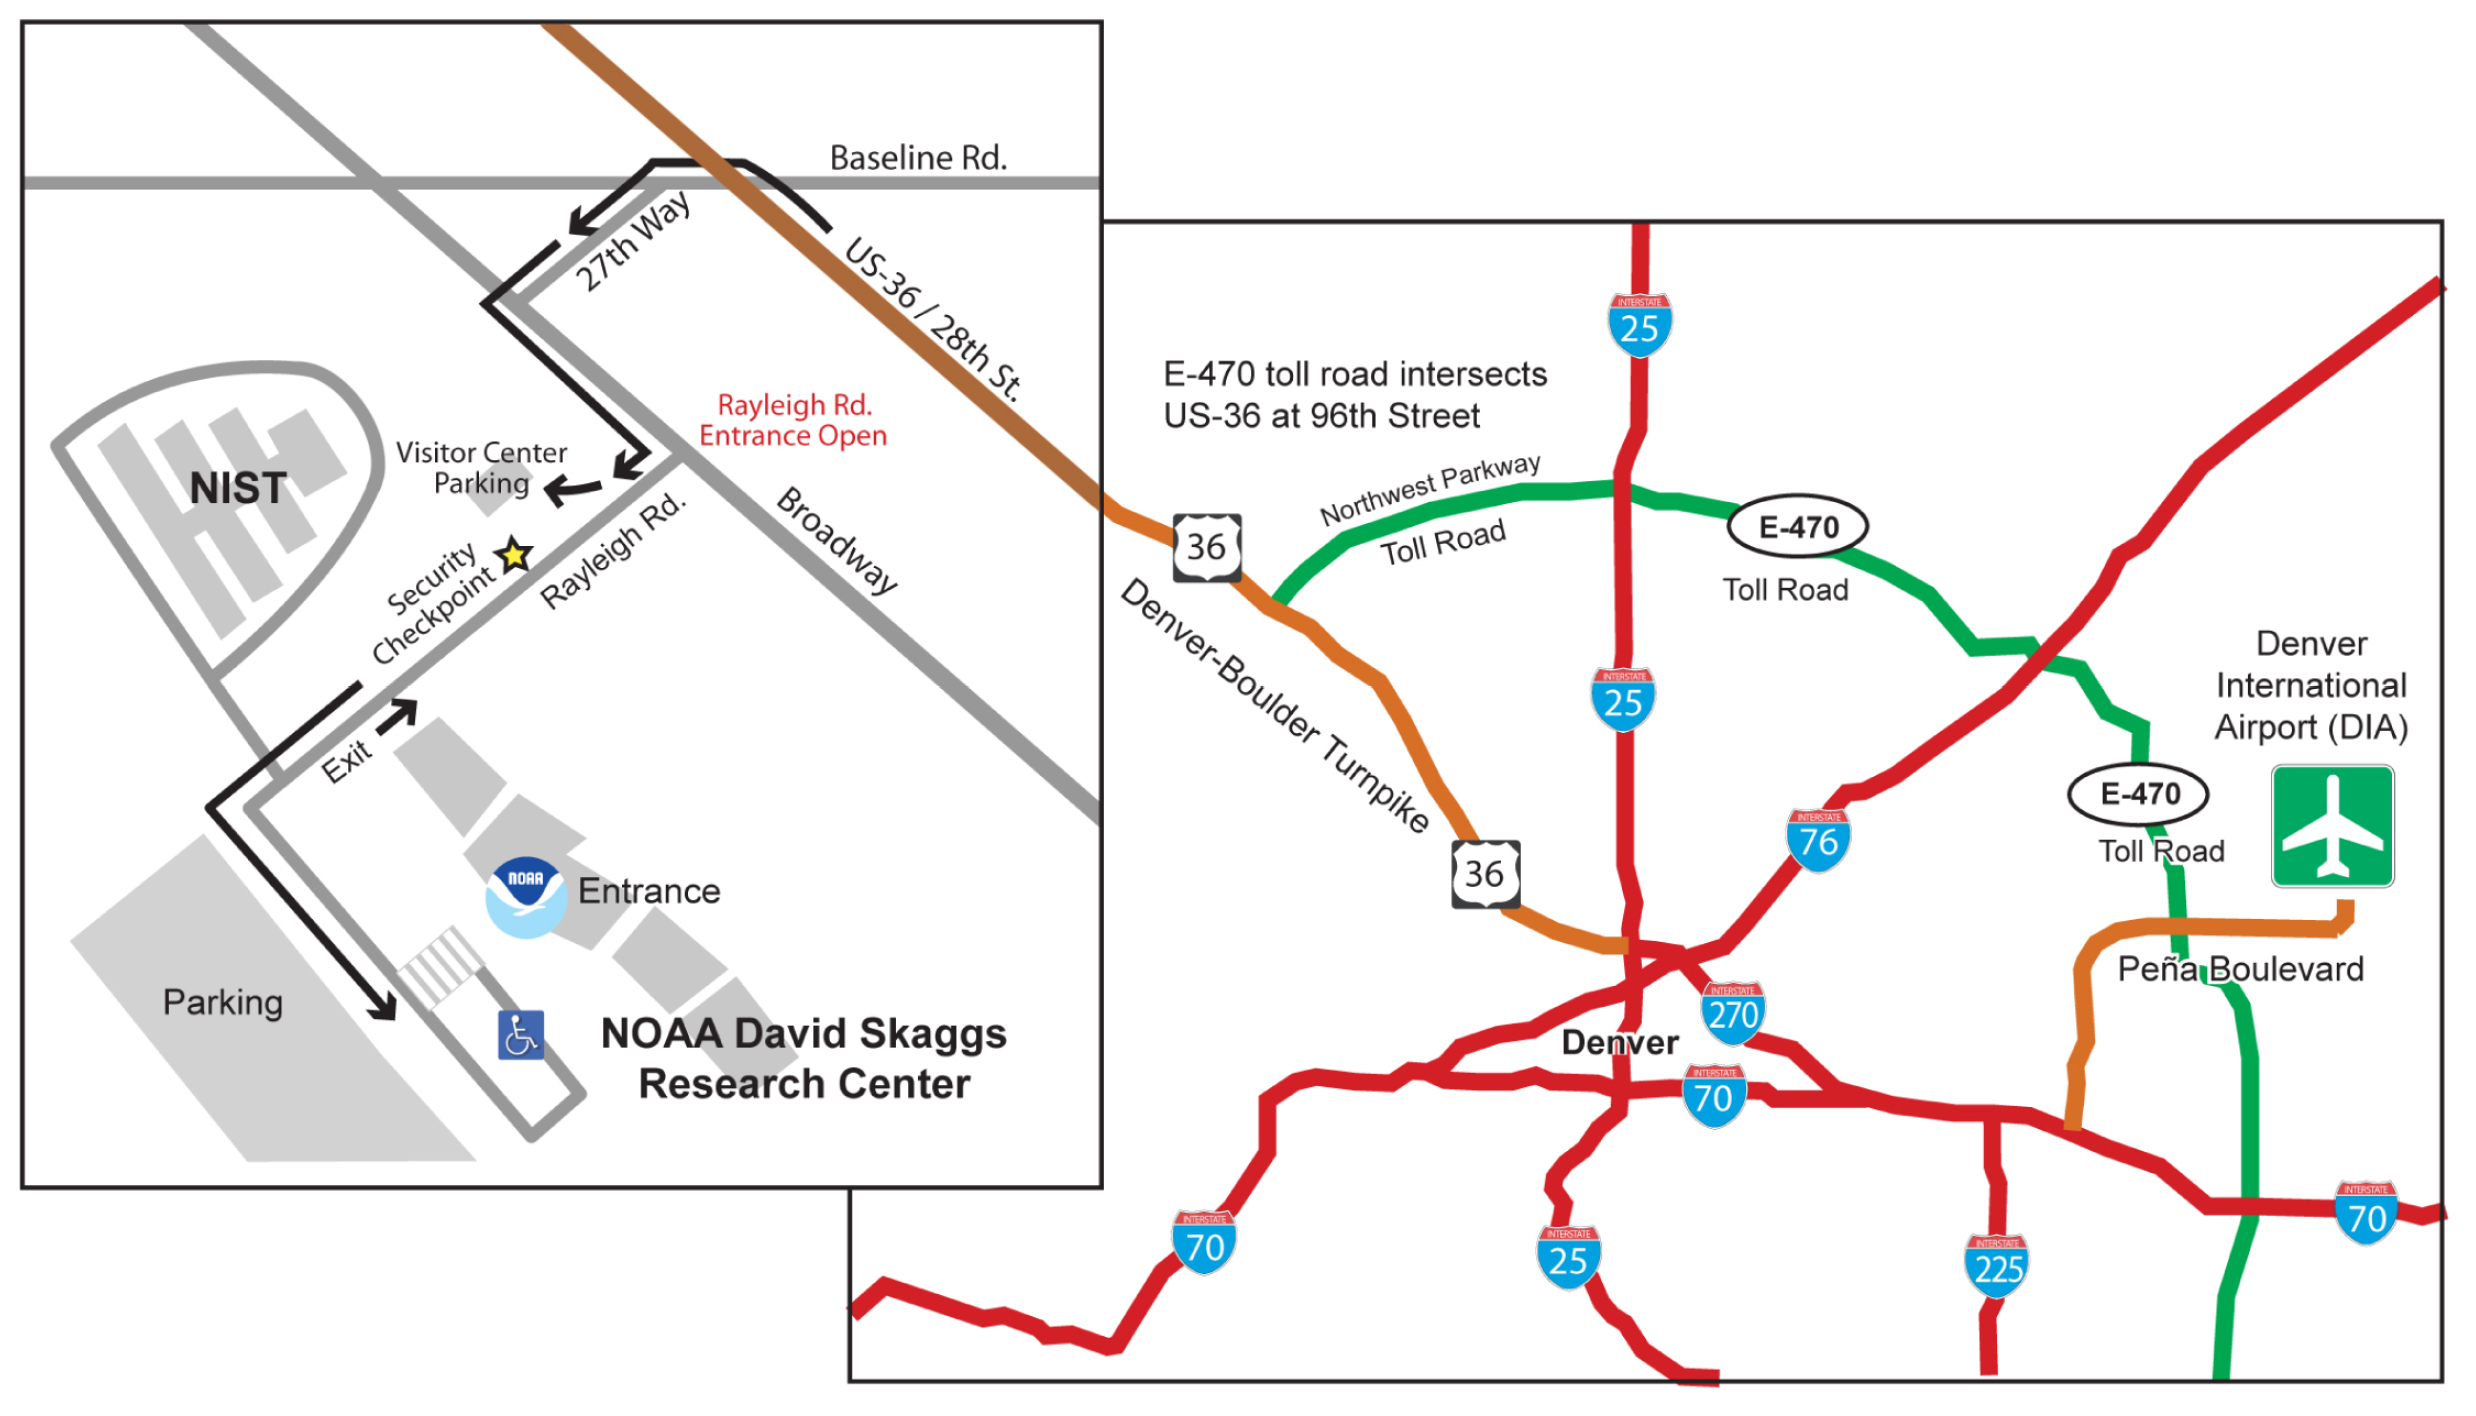 Baseline Rd.
27th Way
US-36 / 28th St.
Rayleigh Rd.
Entrance Open
Visitor Center
Parking
NIST
Security
Checkpoint
Rayleigh Rd.
Broadway
Exit
NOAA
Entrance
Parking
NOAA David Skaggs
Research Center
INTERSTATE
25
E-470 toll road intersects
US-36 at 96th Street
Northwest Parkway
Toll Road
E-470
Toll Road
36
Denver-Boulder Turnpike
INTERSTATE
25
Denver
International
Airport (DIA)
E-470
Toll Road
INTERSTATE
76
36
Peña Boulevard
INTERSTATE
270
Denver
INTERSTATE
70
INTERSTATE
70
INTERSTATE
25
INTERSTATE
225
INTERSTATE
70